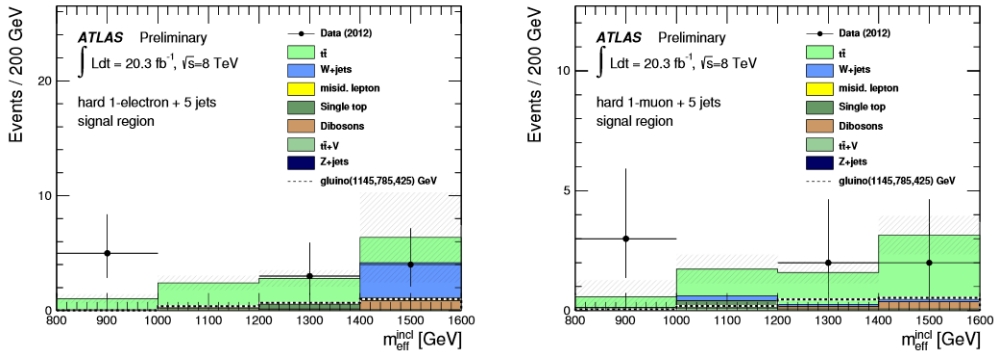 Events / 200 GeV
20
10
0
ATLAS Preliminary
∫ Ldt = 20.3 fb⁻¹, √s=8 TeV
hard 1-electron + 5 jets
signal region
Data (2012)
tt̄
W+jets
misid. lepton
Single top
Dibosons
tt̄+V
Z+jets
gluino(1145,785,425) GeV
800 900 1000 1100 1200 1300 1400 1500 1600
m_eff^incl [GeV]
Events / 200 GeV
10
5
0
ATLAS Preliminary
∫ Ldt = 20.3 fb⁻¹, √s=8 TeV
hard 1-muon + 5 jets
signal region
Data (2012)
tt̄
W+jets
misid. lepton
Single top
Dibosons
tt̄+V
Z+jets
gluino(1145,785,425) GeV
800 900 1000 1100 1200 1300 1400 1500 1600
m_eff^incl [GeV]